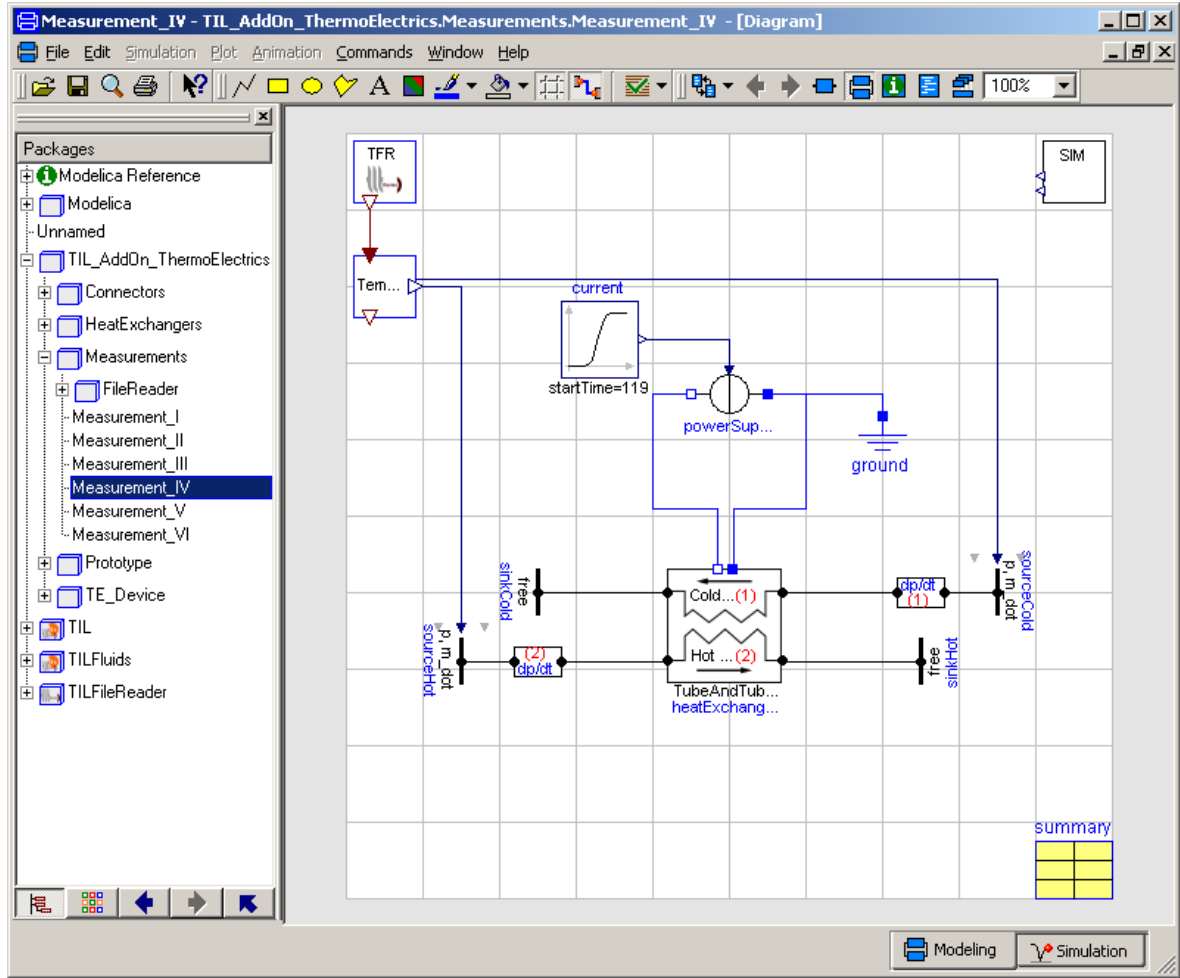 Measurement_IV - TIL_AddOn_ThermoElectrics.Measurements.Measurement_IV - [Diagram]
File Edit Simulation Plot Animation Commands Window Help
A
100%
Packages
Modelica Reference
Modelica
Unnamed
TIL_AddOn_ThermoElectrics
Connectors
HeatExchangers
Measurements
FileReader
Measurement_I
Measurement_II
Measurement_III
Measurement_IV
Measurement_V
Measurement_VI
Prototype
TE_Device
TIL
TILFluids
TILFileReader
TFR
SIM
Tem...
current
startTime=119
powerSup...
ground
sinkCold
free
Cold...(1)
dp/dt
(1)
p, m_dot
sourceCold
sourceHot
p, m_dot
(2)
dp/dt
Hot ...(2)
free
sinkHot
TubeAndTub...
heatExchang...
summary
Modeling
Simulation